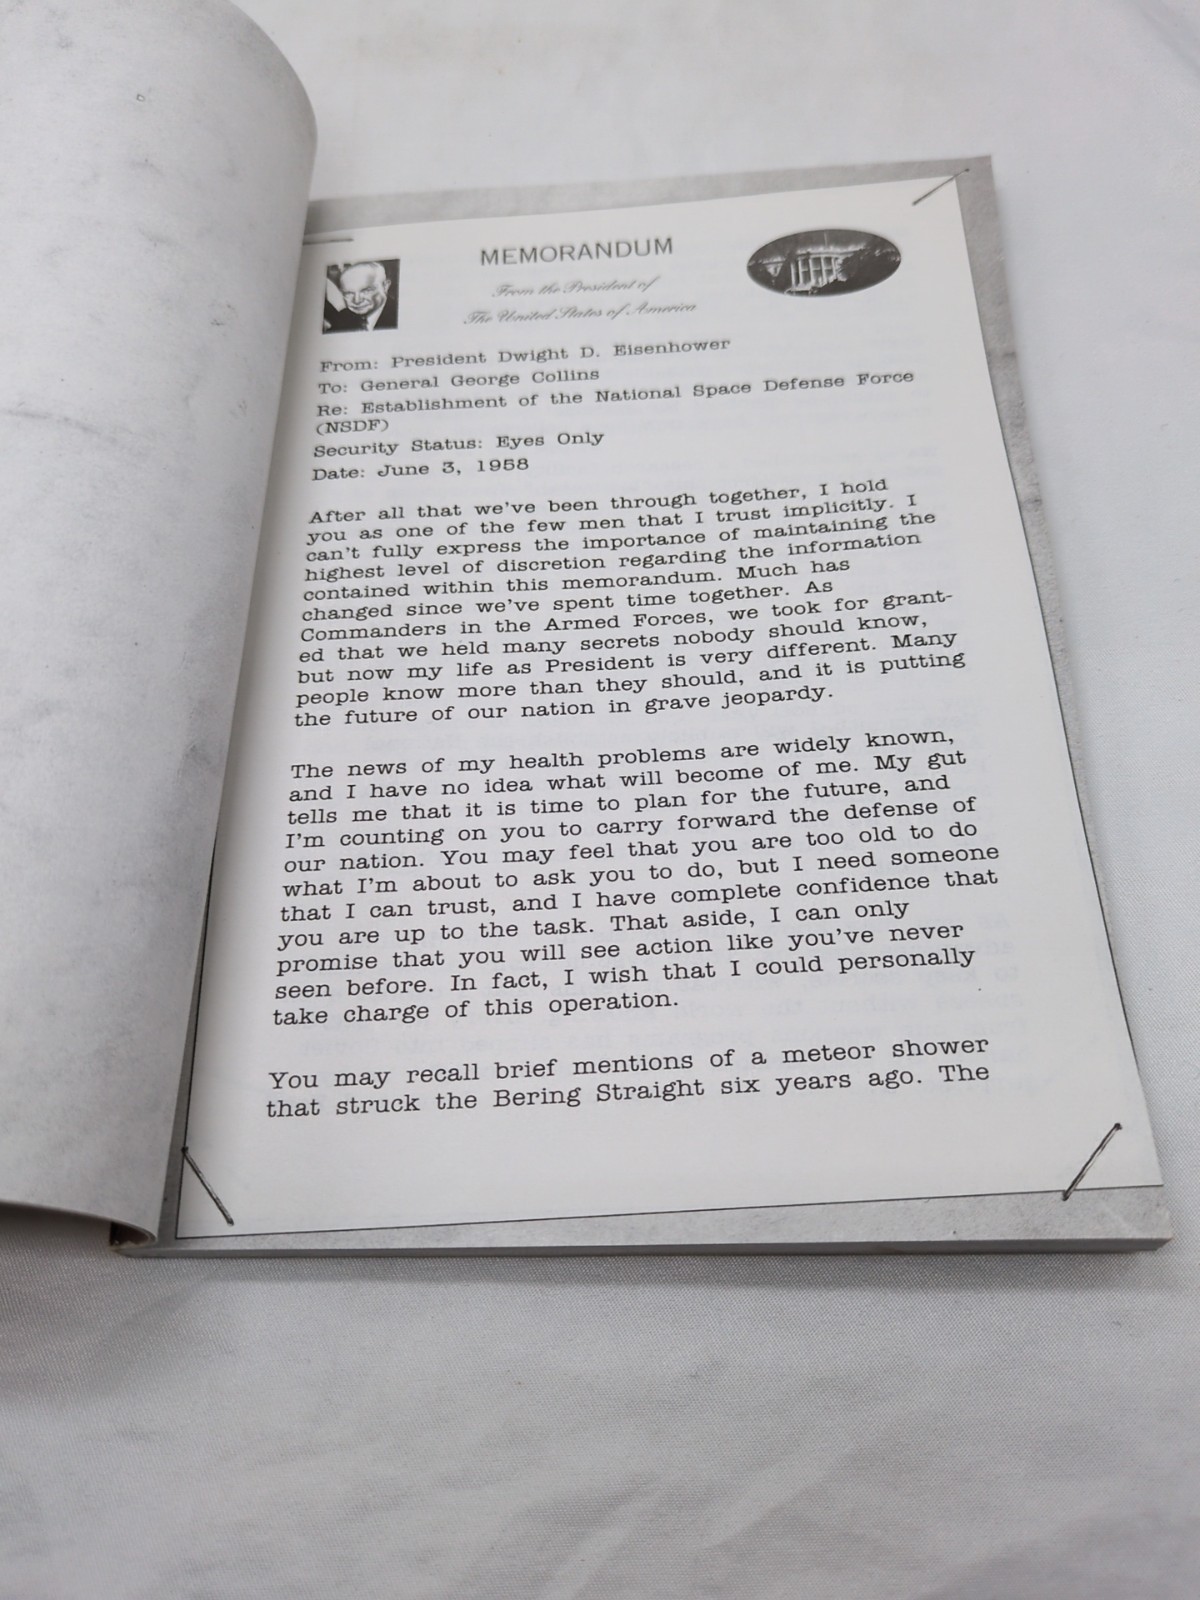 MEMORANDUM
From the President of
The United States of America
From: President Dwight D. Eisenhower
To: General George Collins
Re: Establishment of the National Space Defense Force
(NSDF)
Security Status: Eyes Only
Date: June 3, 1958
After all that we've been through together, I hold
you as one of the few men that I trust implicitly. I
can't fully express the importance of maintaining the
highest level of discretion regarding the information
contained within this memorandum. Much has
changed since we've spent time together. As
Commanders in the Armed Forces, we took for grant-
ed that we held many secrets nobody should know,
but now my life as President is very different. Many
people know more than they should, and it is putting
the future of our nation in grave jeopardy.
The news of my health problems are widely known,
and I have no idea what will become of me. My gut
tells me that it is time to plan for the future, and
I'm counting on you to carry forward the defense of
our nation. You may feel that you are too old to do
what I'm about to ask you to do, but I need someone
that I can trust, and I have complete confidence that
you are up to the task. That aside, I can only
promise that you will see action like you've never
seen before. In fact, I wish that I could personally
take charge of this operation.
You may recall brief mentions of a meteor shower
that struck the Bering Straight six years ago. The